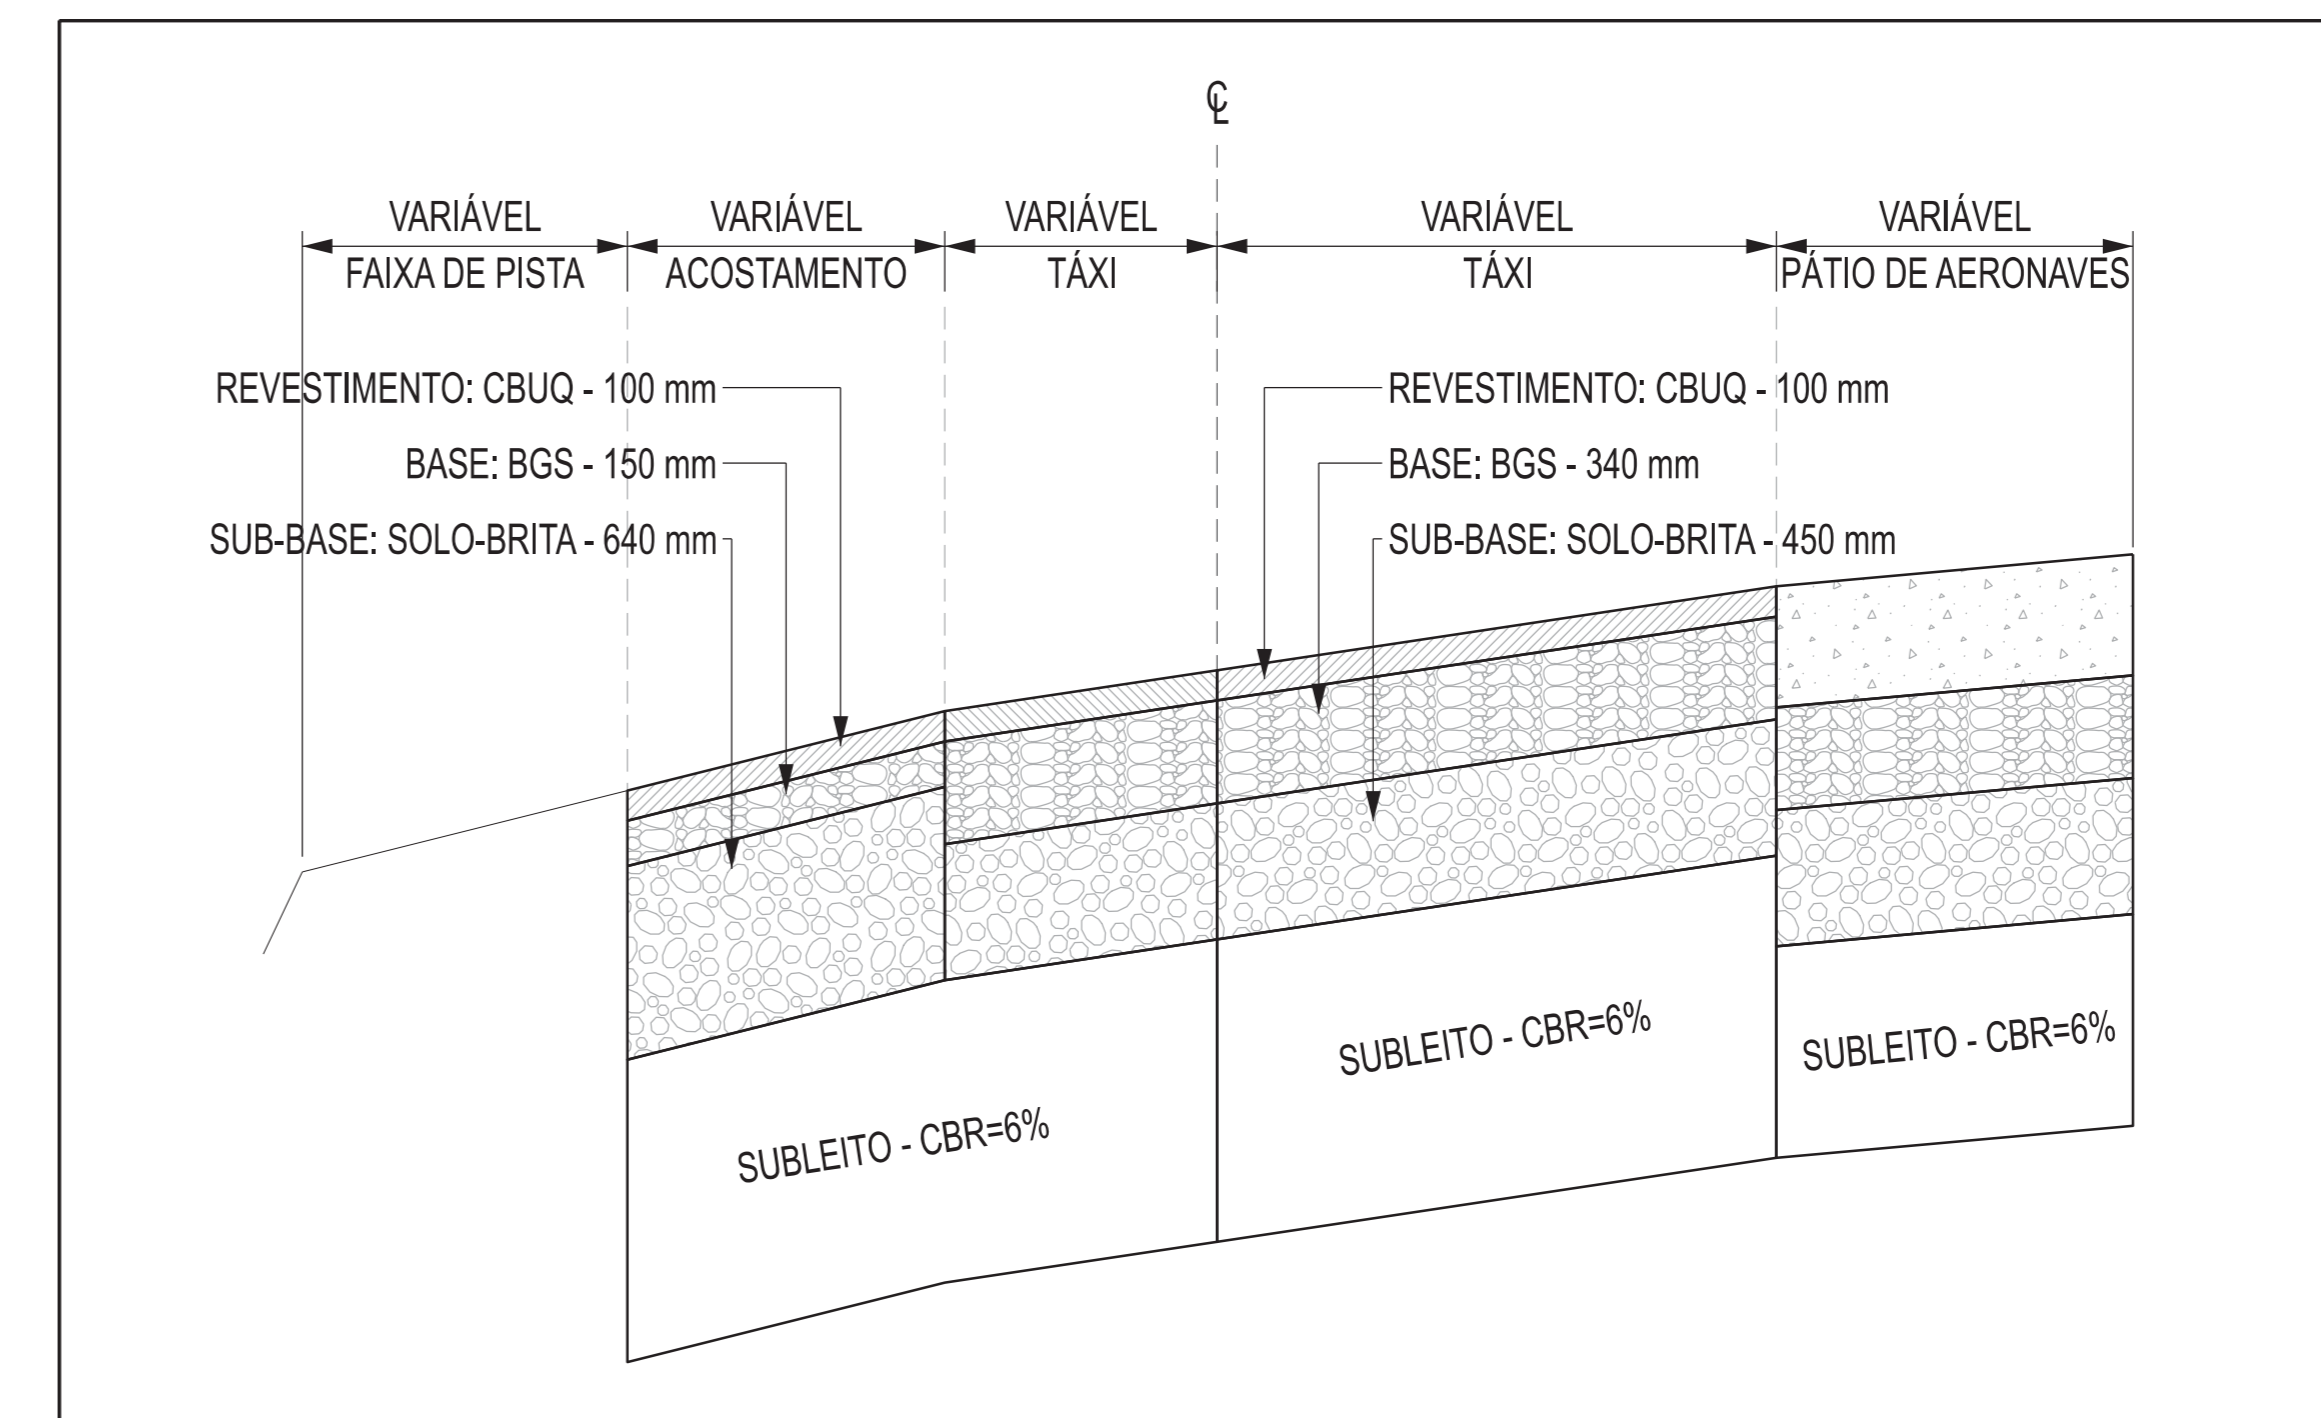 ℄
VARIÁVEL VARIÁVEL VARIÁVEL VARIÁVEL VARIÁVEL
FAIXA DE PISTA ACOSTAMENTO TÁXI TÁXI PÁTIO DE AERONAVES
REVESTIMENTO: CBUQ - 100 mm REVESTIMENTO: CBUQ - 100 mm
BASE: BGS - 150 mm BASE: BGS - 340 mm
SUB-BASE: SOLO-BRITA - 640 mm SUB-BASE: SOLO-BRITA - 450 mm
SUBLEITO - CBR=6%
SUBLEITO - CBR=6%
SUBLEITO - CBR=6%